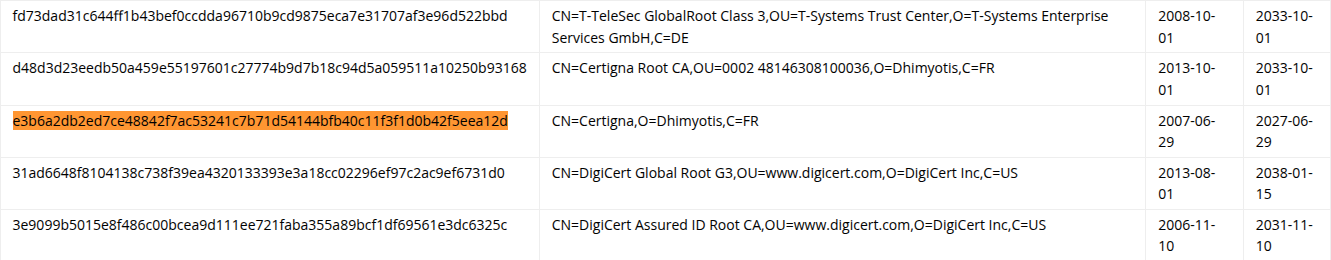 fd73dad31c644ff1b43bef0ccdda96710b9cd9875eca7e31707af3e96d522bbd CN=T-TeleSec GlobalRoot Class 3,OU=T-Systems Trust Center,O=T-Systems Enterprise 2008-10- 2033-10-
Services GmbH,C=DE 01 01
d48d3d23eedb50a459e55197601c27774b9d7b18c94d5a059511a10250b93168 CN=Certigna Root CA,OU=0002 48146308100036,O=Dhimyotis,C=FR 2013-10- 2033-10-
01 01
e3b6a2db2ed7ce48842f7ac53241c7b71d54144bfb40c11f3f1d0b42f5eea12d CN=Certigna,O=Dhimyotis,C=FR 2007-06- 2027-06-
29 29
31ad6648f8104138c738f39ea4320133393e3a18cc02296ef97c2ac9ef6731d0 CN=DigiCert Global Root G3,OU=www.digicert.com,O=DigiCert Inc,C=US 2013-08- 2038-01-
01 15
3e9099b5015e8f486c00bcea9d111ee721faba355a89bcf1df69561e3dc6325c CN=DigiCert Assured ID Root CA,OU=www.digicert.com,O=DigiCert Inc,C=US 2006-11- 2031-11-
10 10